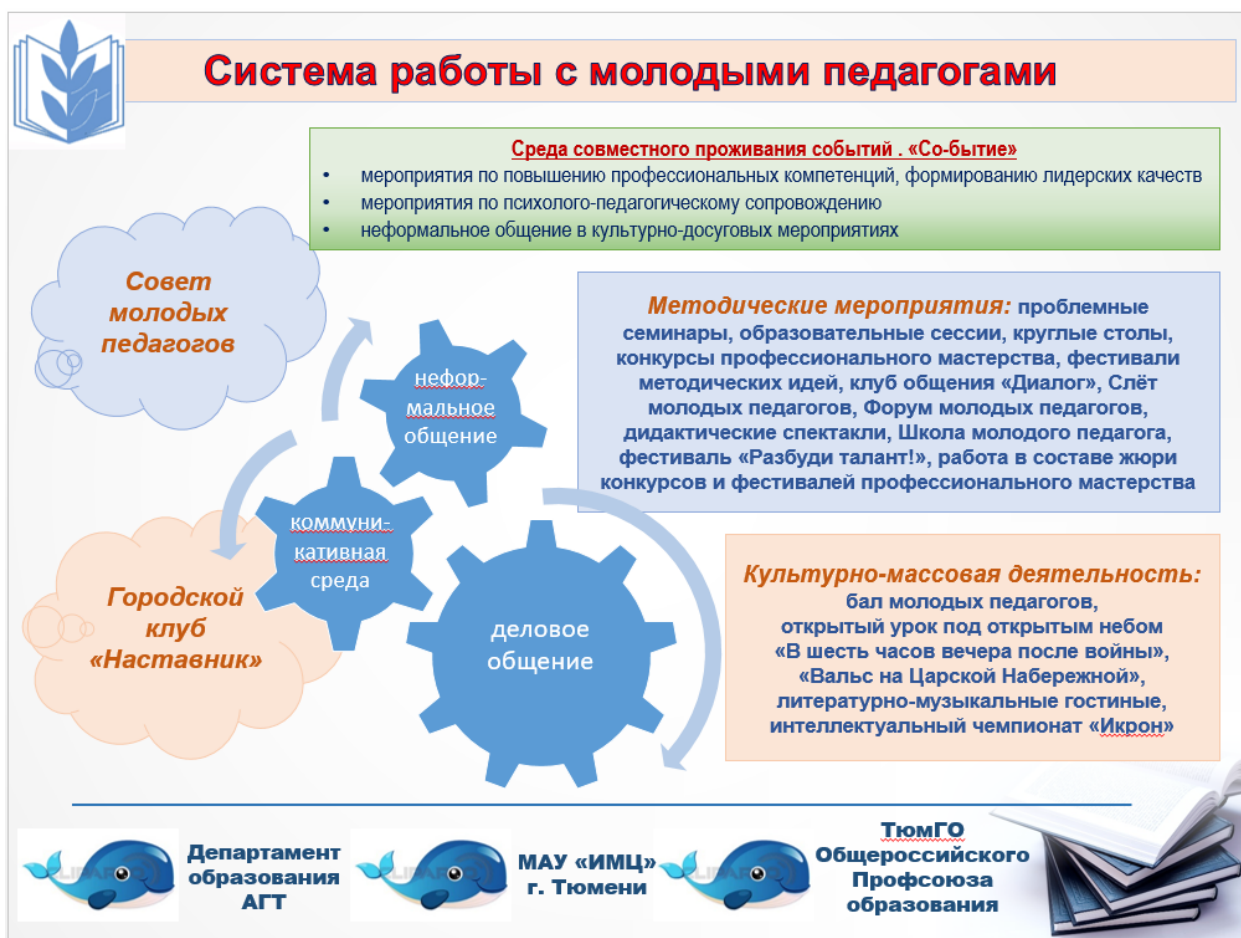 Система работы с молодыми педагогами
Среда совместного проживания событий . «Со-бытие»
• мероприятия по повышению профессиональных компетенций, формированию лидерских качеств
• мероприятия по психолого-педагогическому сопровождению
• неформальное общение в культурно-досуговых мероприятиях
Совет
молодых
педагогов
нефор-
мальное
общение
Методические мероприятия: проблемные
семинары, образовательные сессии, круглые столы,
конкурсы профессионального мастерства, фестивали
методических идей, клуб общения «Диалог», Слёт
молодых педагогов, Форум молодых педагогов,
дидактические спектакли, Школа молодого педагога,
фестиваль «Разбуди талант!», работа в составе жюри
конкурсов и фестивалей профессионального мастерства
коммуни-
кативная
среда
Городской
клуб
«Наставник»
деловое
общение
Культурно-массовая деятельность:
бал молодых педагогов,
открытый урок под открытым небом
«В шесть часов вечера после войны»,
«Вальс на Царской Набережной»,
литературно-музыкальные гостиные,
интеллектуальный чемпионат «Икрон»
Департамент
образования
АГТ
МАУ «ИМЦ»
г. Тюмени
ТюмГО
Общероссийского
Профсоюза
образования